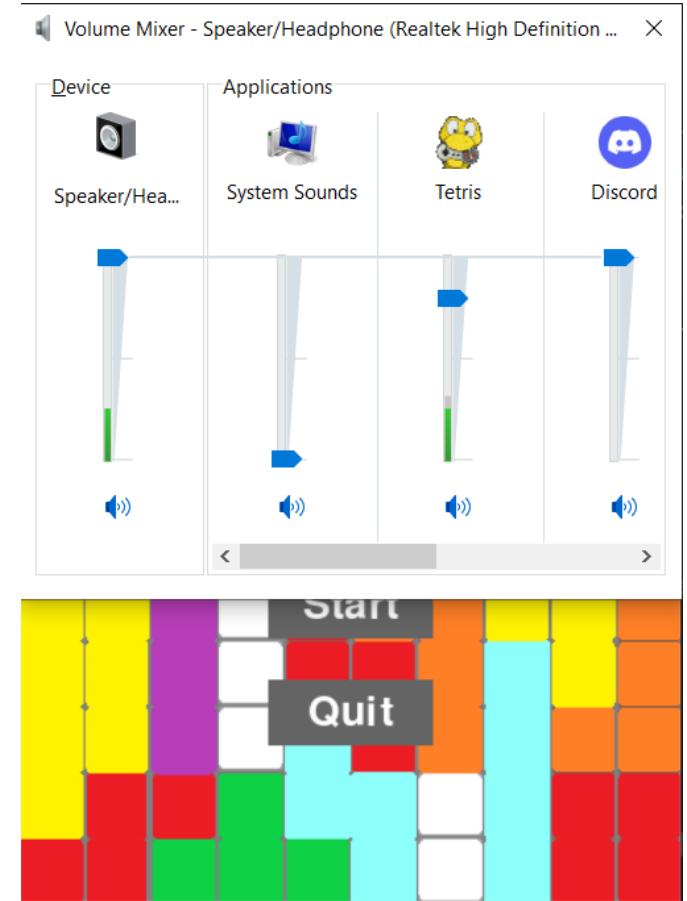 Volume Mixer - Speaker/Headphone (Realtek High Definition ...
Device
Applications
Speaker/Hea...
System Sounds
Tetris
Discord
Start
Quit